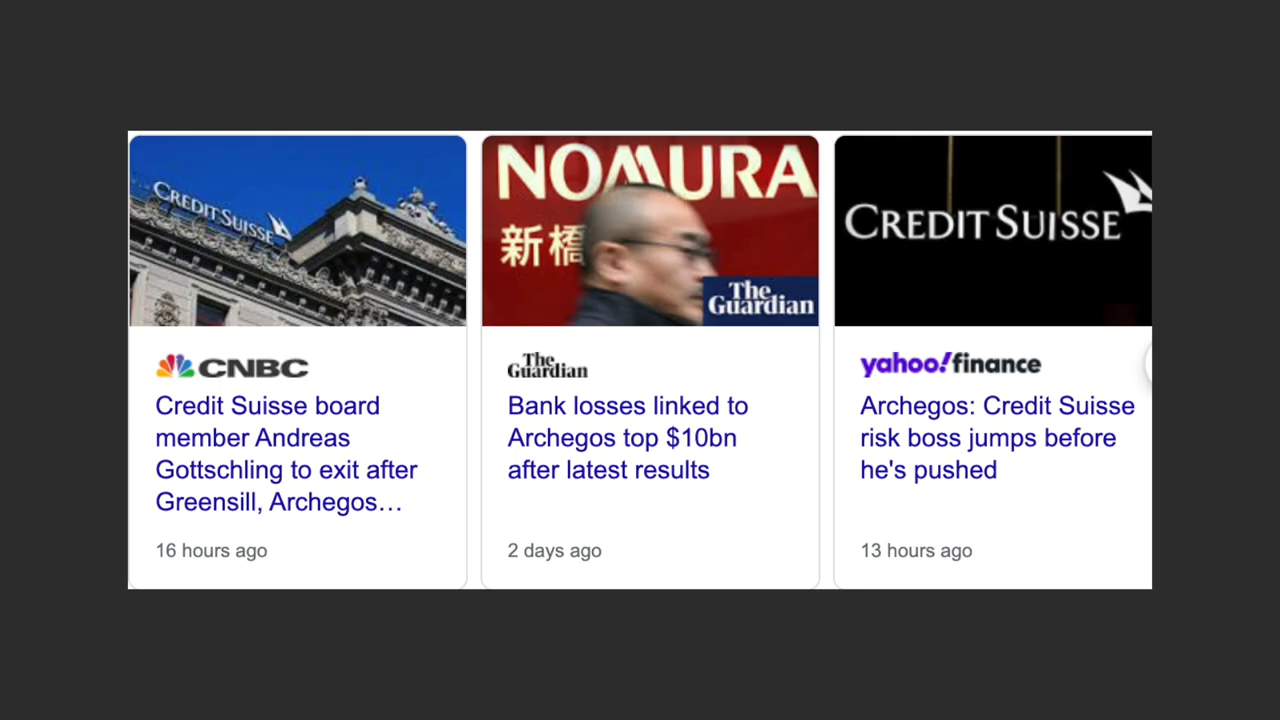 CREDIT SUISSE
CNBC
Credit Suisse board
member Andreas
Gottschling to exit after
Greensill, Archegos…
16 hours ago
NOMURA
新橋
The
Guardian
The
Guardian
Bank losses linked to
Archegos top $10bn
after latest results
2 days ago
CREDIT SUISSE
yahoo!finance
Archegos: Credit Suisse
risk boss jumps before
he's pushed
13 hours ago